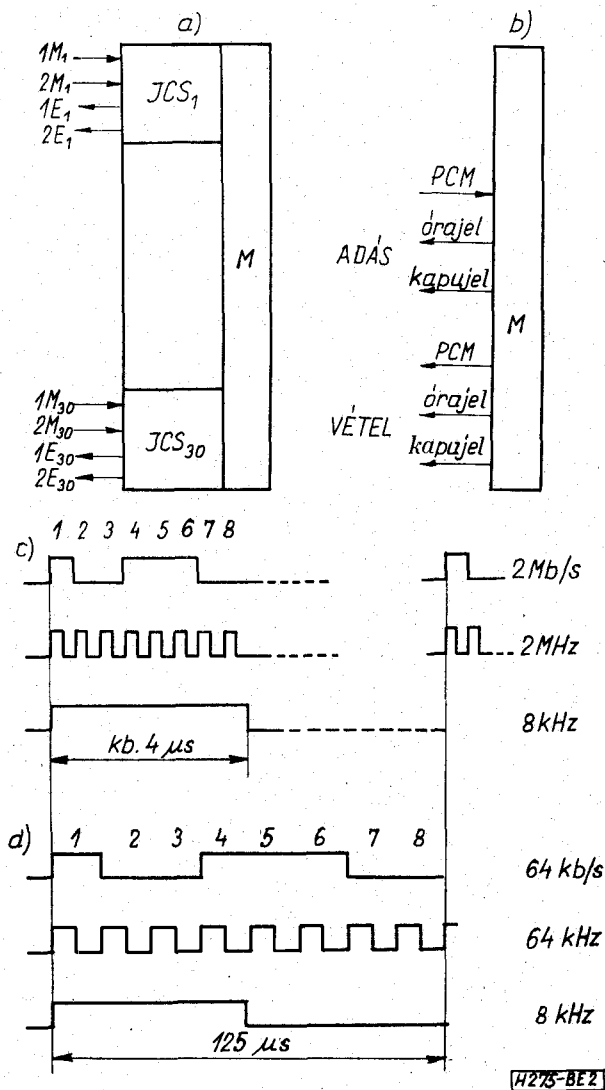 a)
1M₁
2M₁
1E₁
2E₁
JCS₁
M
1M₃₀
2M₃₀
1E₃₀
2E₃₀
JCS₃₀
b)
PCM
órajel
ADÁS
kapujel
M
PCM
órajel
VÉTEL
kapujel
c)
1 2 3 4 5 6 7 8
2Mb/s
2MHz
8kHz
kb. 4 μs
d)
1 2 3 4 5 6 7 8
64 kb/s
64 kHz
8 kHz
125 μs
H275-BE2